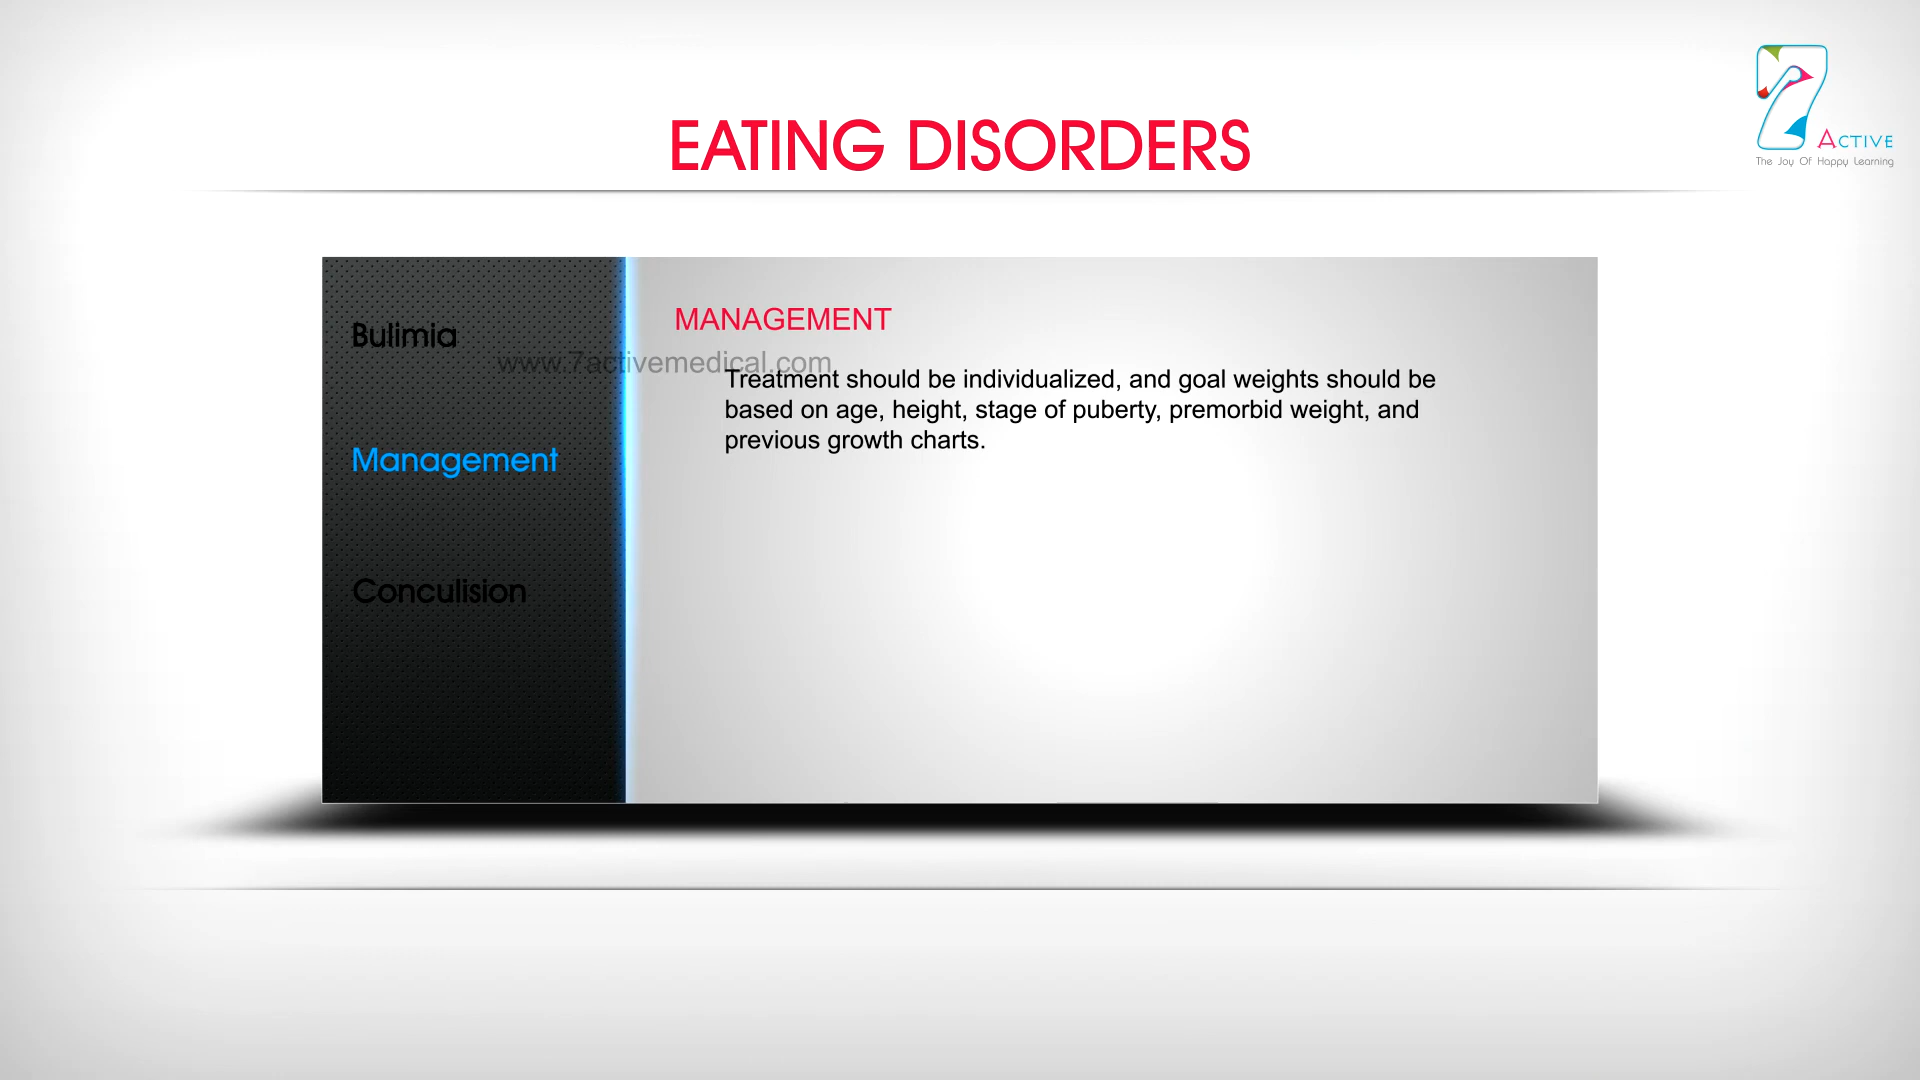 EATING DISORDERS
ACTIVE
The Joy Of Happy Learning
Bulimia
Management
Conculision
MANAGEMENT
www.7activemedical.com
Treatment should be individualized, and goal weights should be
based on age, height, stage of puberty, premorbid weight, and
previous growth charts.